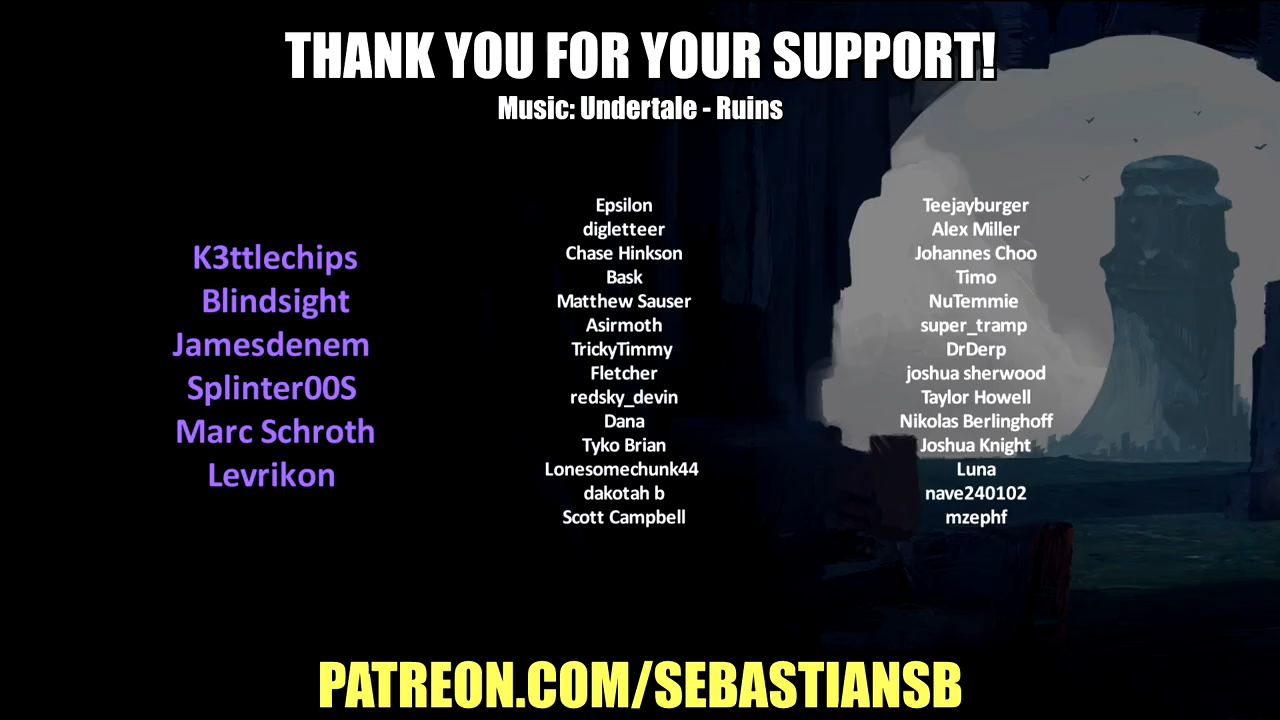 THANK YOU FOR YOUR SUPPORT!
Music: Undertale - Ruins
K3ttlechips
Blindsight
Jamesdenem
Splinter00S
Marc Schroth
Levrikon
Epsilon
digletteer
Chase Hinkson
Bask
Matthew Sauser
Asirmoth
TrickyTimmy
Fletcher
redsky_devin
Dana
Tyko Brian
Lonesomechunk44
dakotah b
Scott Campbell
Teejayburger
Alex Miller
Johannes Choo
Timo
NuTemmie
super_tramp
DrDerp
joshua sherwood
Taylor Howell
Nikolas Berlinghoff
Joshua Knight
Luna
nave240102
mzephf
PATREON.COM/SEBASTIANSB